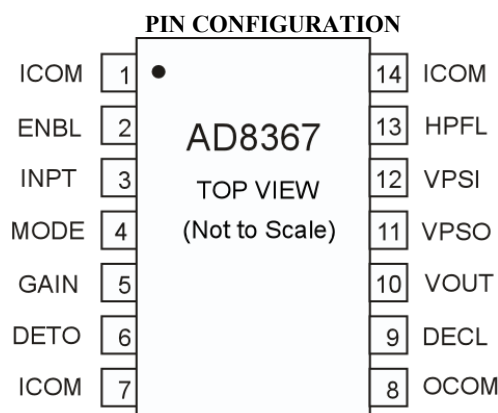 PIN CONFIGURATION
ICOM 1 14 ICOM
ENBL 2 13 HPFL
AD8367
INPT 3 12 VPSI
TOP VIEW
MODE 4 (Not to Scale) 11 VPSO
GAIN 5 10 VOUT
DETO 6 9 DECL
ICOM 7 8 OCOM